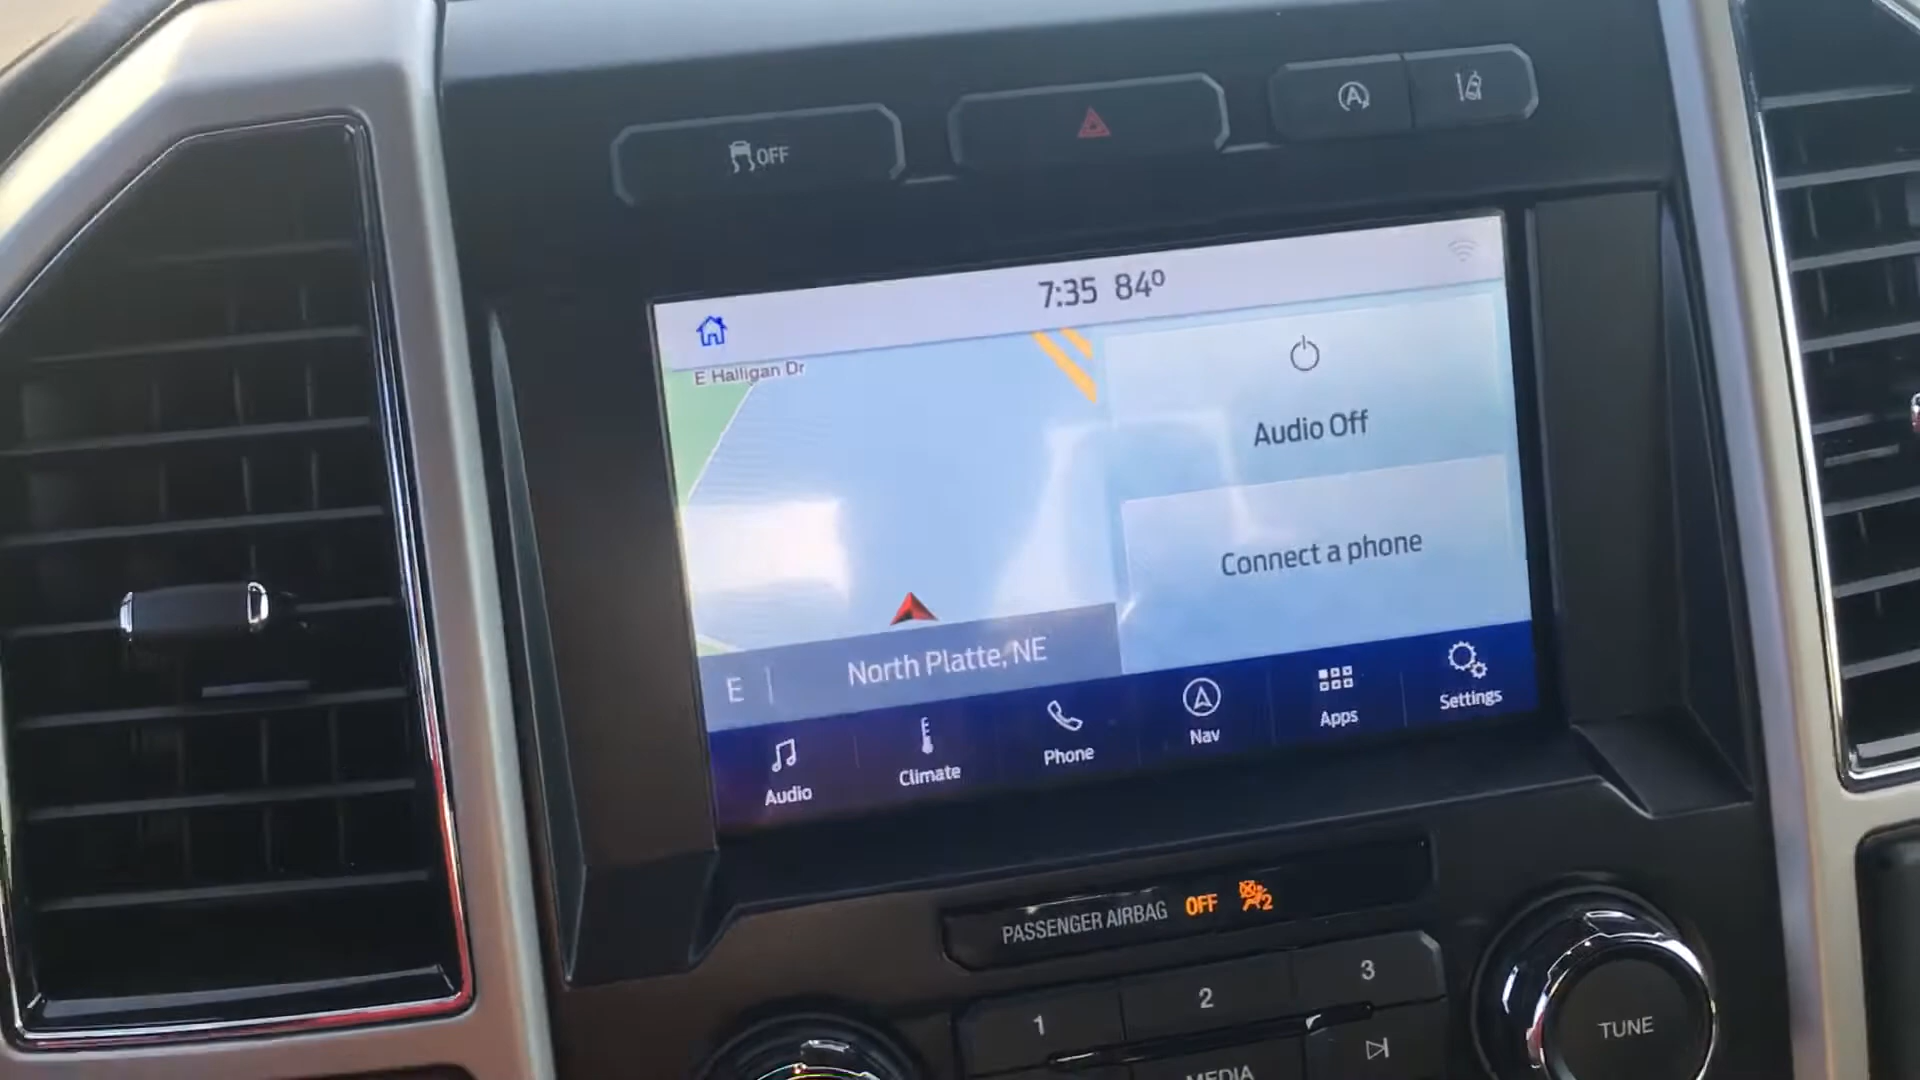 OFF
7:35 84º
E Halligan Dr
Audio Off
Connect a phone
E | North Platte, NE
Audio
Climate
Phone
Nav
Apps
Settings
PASSENGER AIRBAG OFF 2
1
2
3
MEDIA
TUNE